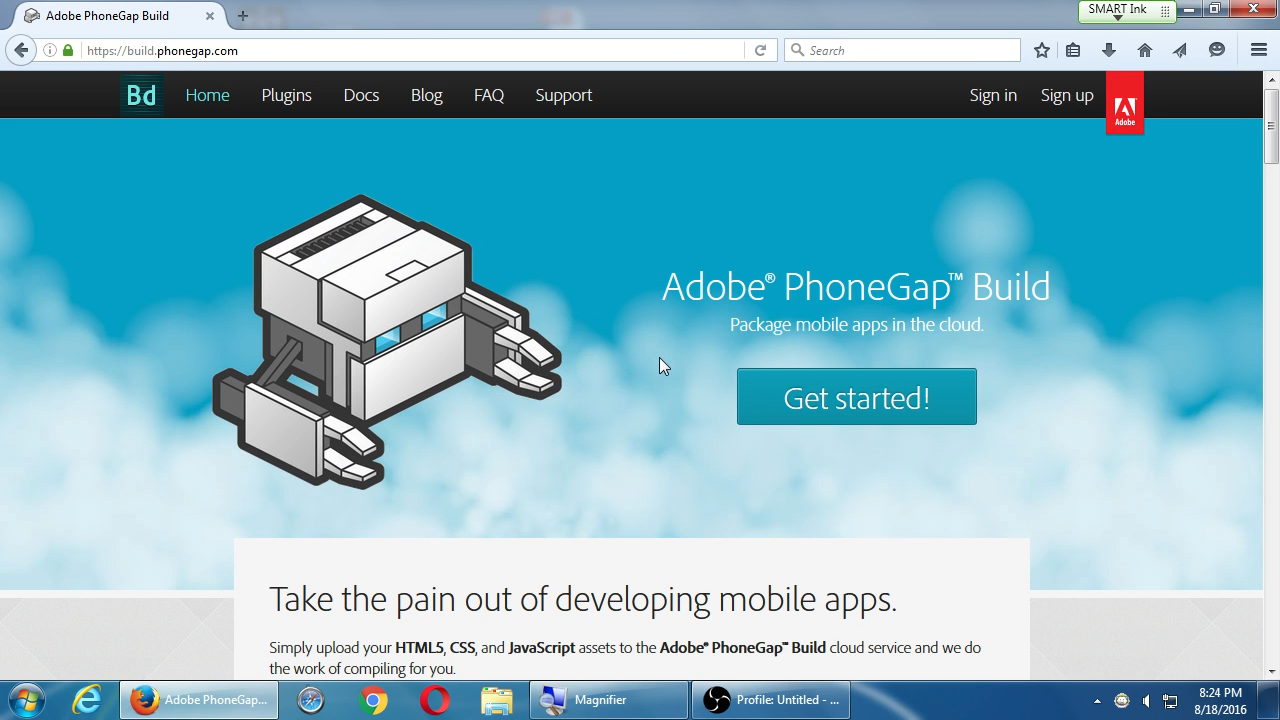 Adobe PhoneGap Build
SMART Ink
https://build.phonegap.com
Search
Bd
Home
Plugins
Docs
Blog
FAQ
Support
Sign in
Sign up
Adobe
Adobe® PhoneGap™ Build
Package mobile apps in the cloud.
Get started!
Take the pain out of developing mobile apps.
Simply upload your HTML5, CSS, and JavaScript assets to the Adobe® PhoneGap™ Build cloud service and we do
the work of compiling for you.
Adobe PhoneGap...
Magnifier
Profile: Untitled - ...
8:24 PM
8/18/2016